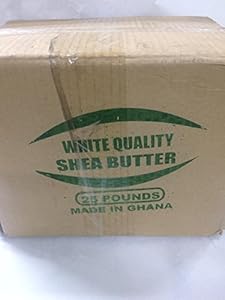 WHITE QUALITY
SHEA BUTTER
25 POUNDS
MADE IN GHANA